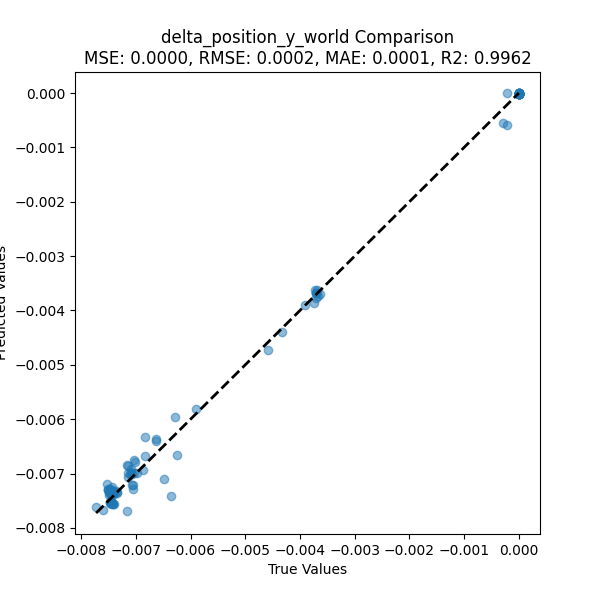 delta_position_y_world Comparison
MSE: 0.0000, RMSE: 0.0002, MAE: 0.0001, R2: 0.9962
0.000
−0.001
−0.002
−0.003
−0.004
−0.005
−0.006
−0.007
−0.008
Predicted Values
−0.008 −0.007 −0.006 −0.005 −0.004 −0.003 −0.002 −0.001 0.000
True Values